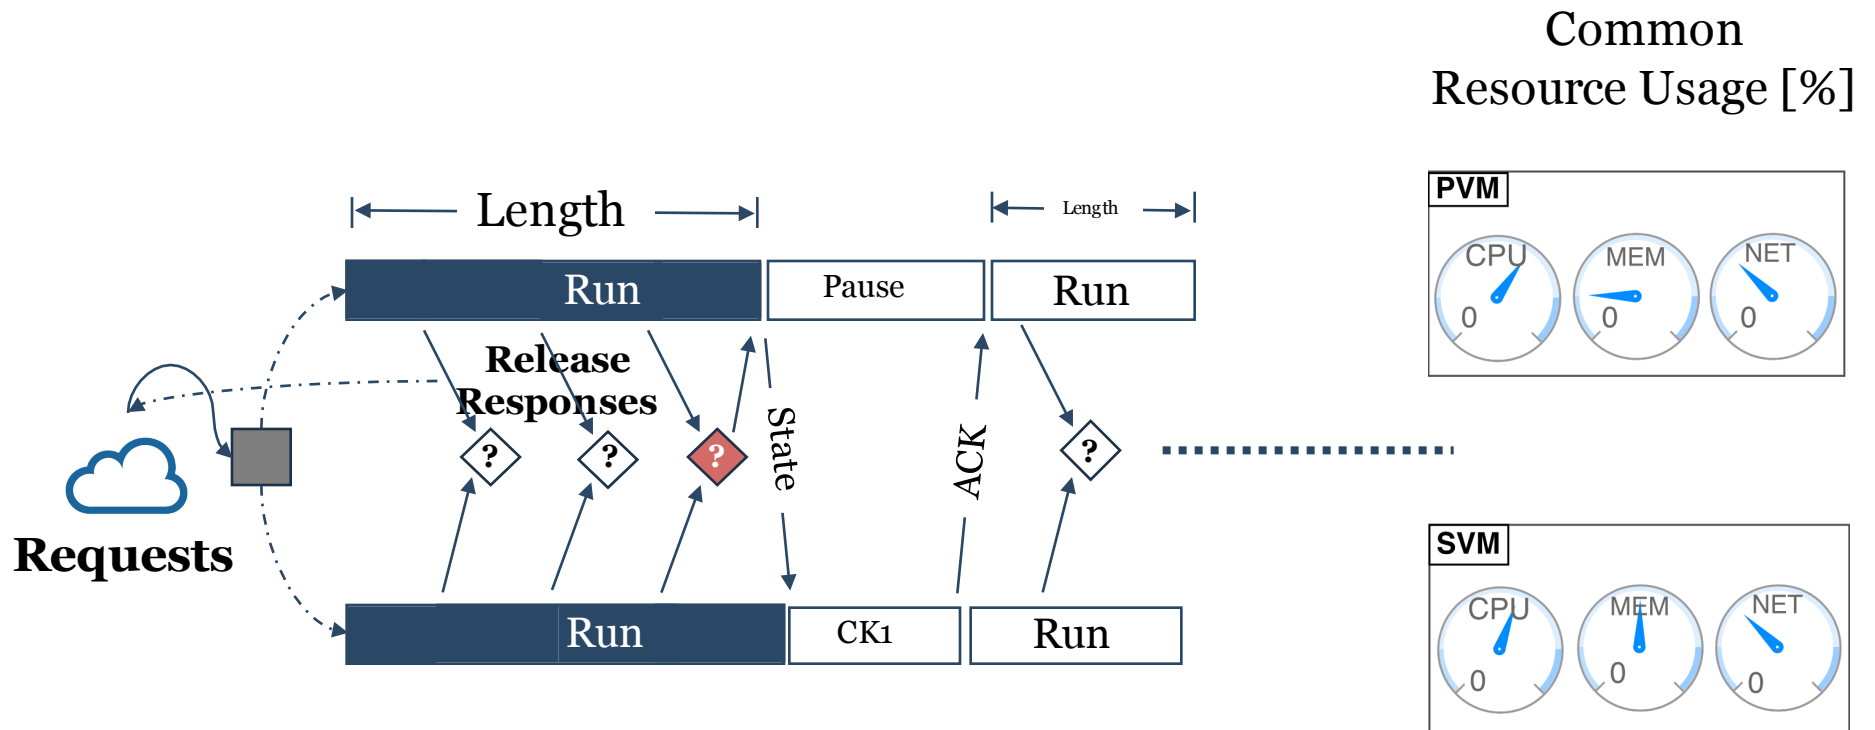 Common
Resource Usage [%]
PVM
Length
Length
CPU
MEM
NET
0
0
0
Run
Pause
Run
Release
Responses
State
ACK
?
?
?
?
Requests
SVM
CPU
MEM
NET
0
0
0
Run
CK1
Run